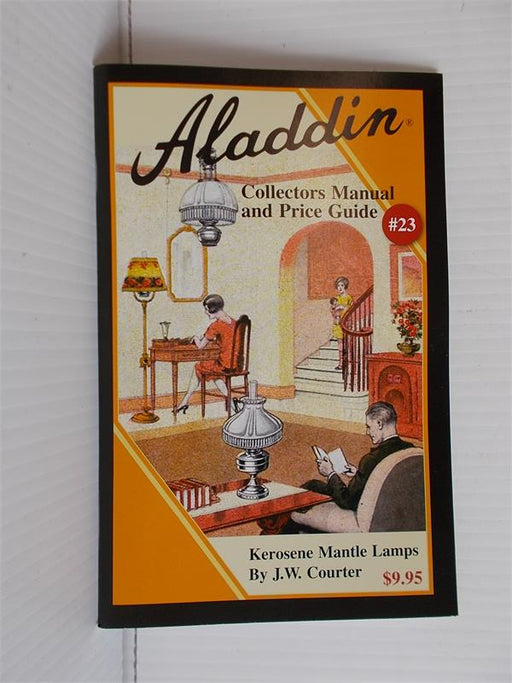 Aladdin®
Collectors Manual
and Price Guide
#23
Kerosene Mantle Lamps
By J.W. Courter
$9.95